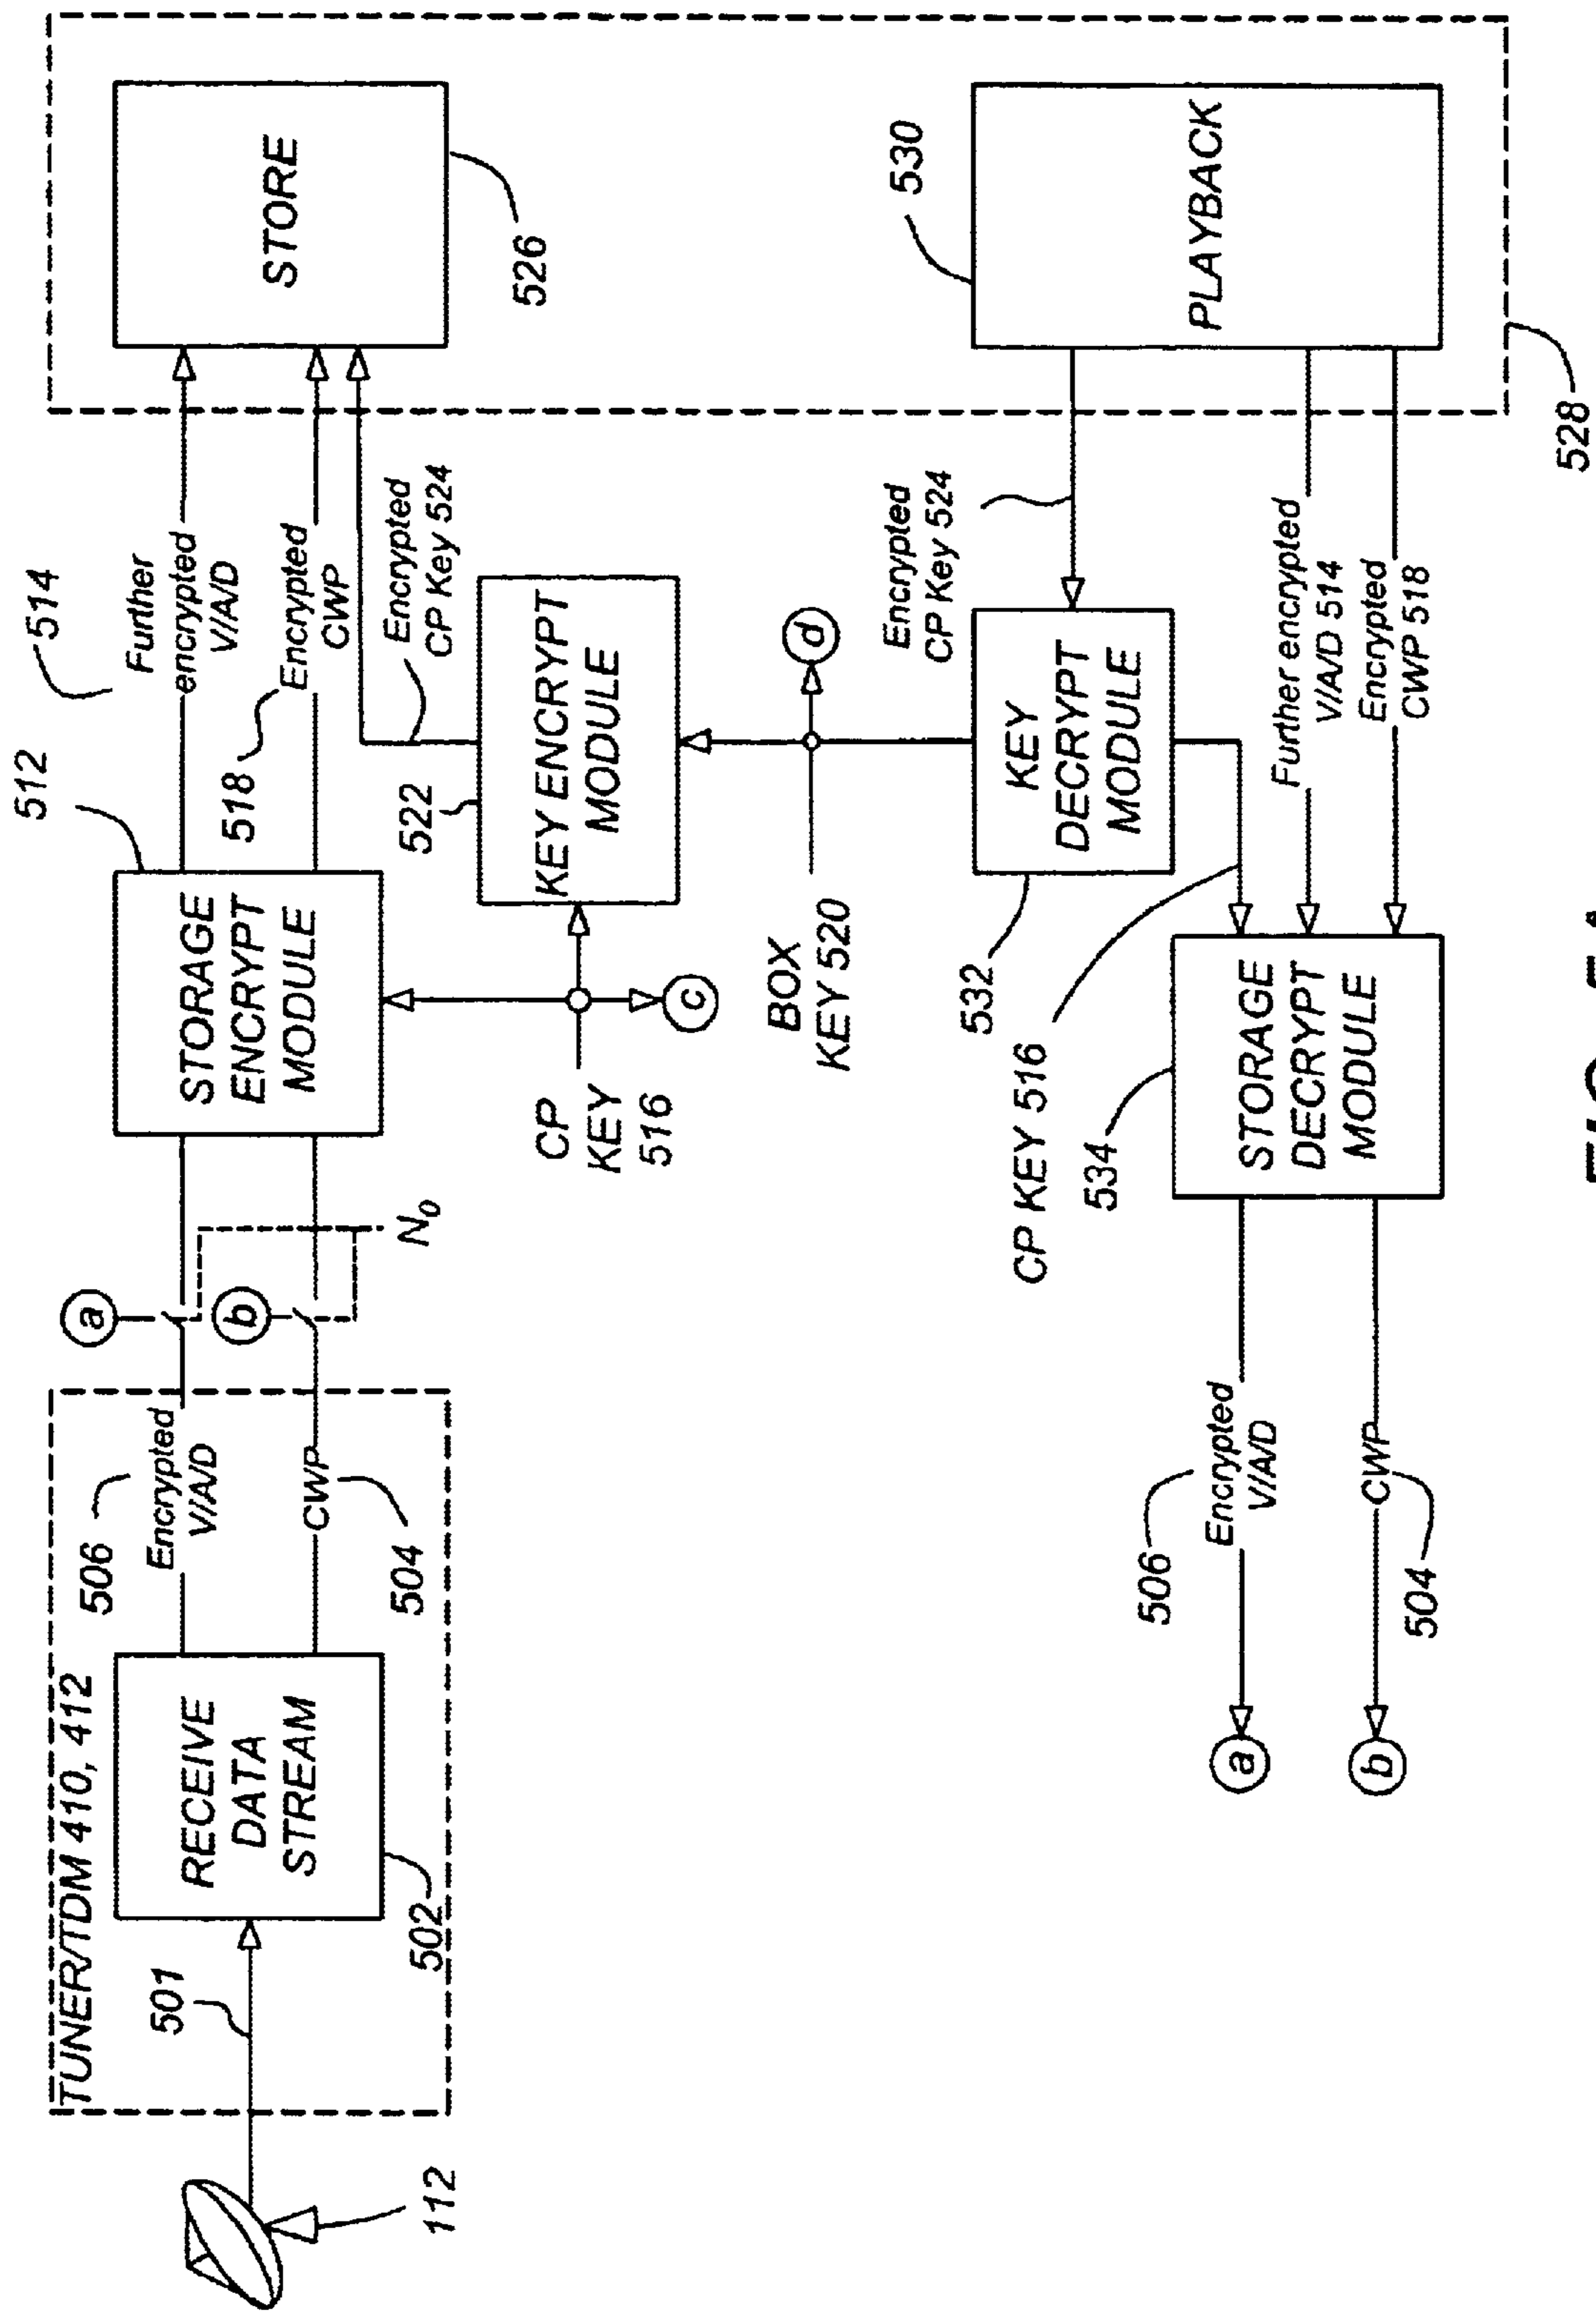 TUNER/TDM 410, 412
112
501
RECEIVE
DATA
STREAM
502
506
Encrypted
V/A/D
CWP
504
a
b
N0
STORAGE
ENCRYPT
MODULE
512
514
Further
encrypted
V/A/D
518
Encrypted
CWP
STORE
526
CP
KEY
516
c
522
KEY ENCRYPT
MODULE
Encrypted
CP Key 524
BOX
KEY 520
d
532
KEY
DECRYPT
MODULE
Encrypted
CP Key 524
530
PLAYBACK
528
Further encrypted
V/A/D 514
Encrypted
CWP 518
CP KEY 516
534
STORAGE
DECRYPT
MODULE
506
Encrypted
V/A/D
CWP
504
a
b